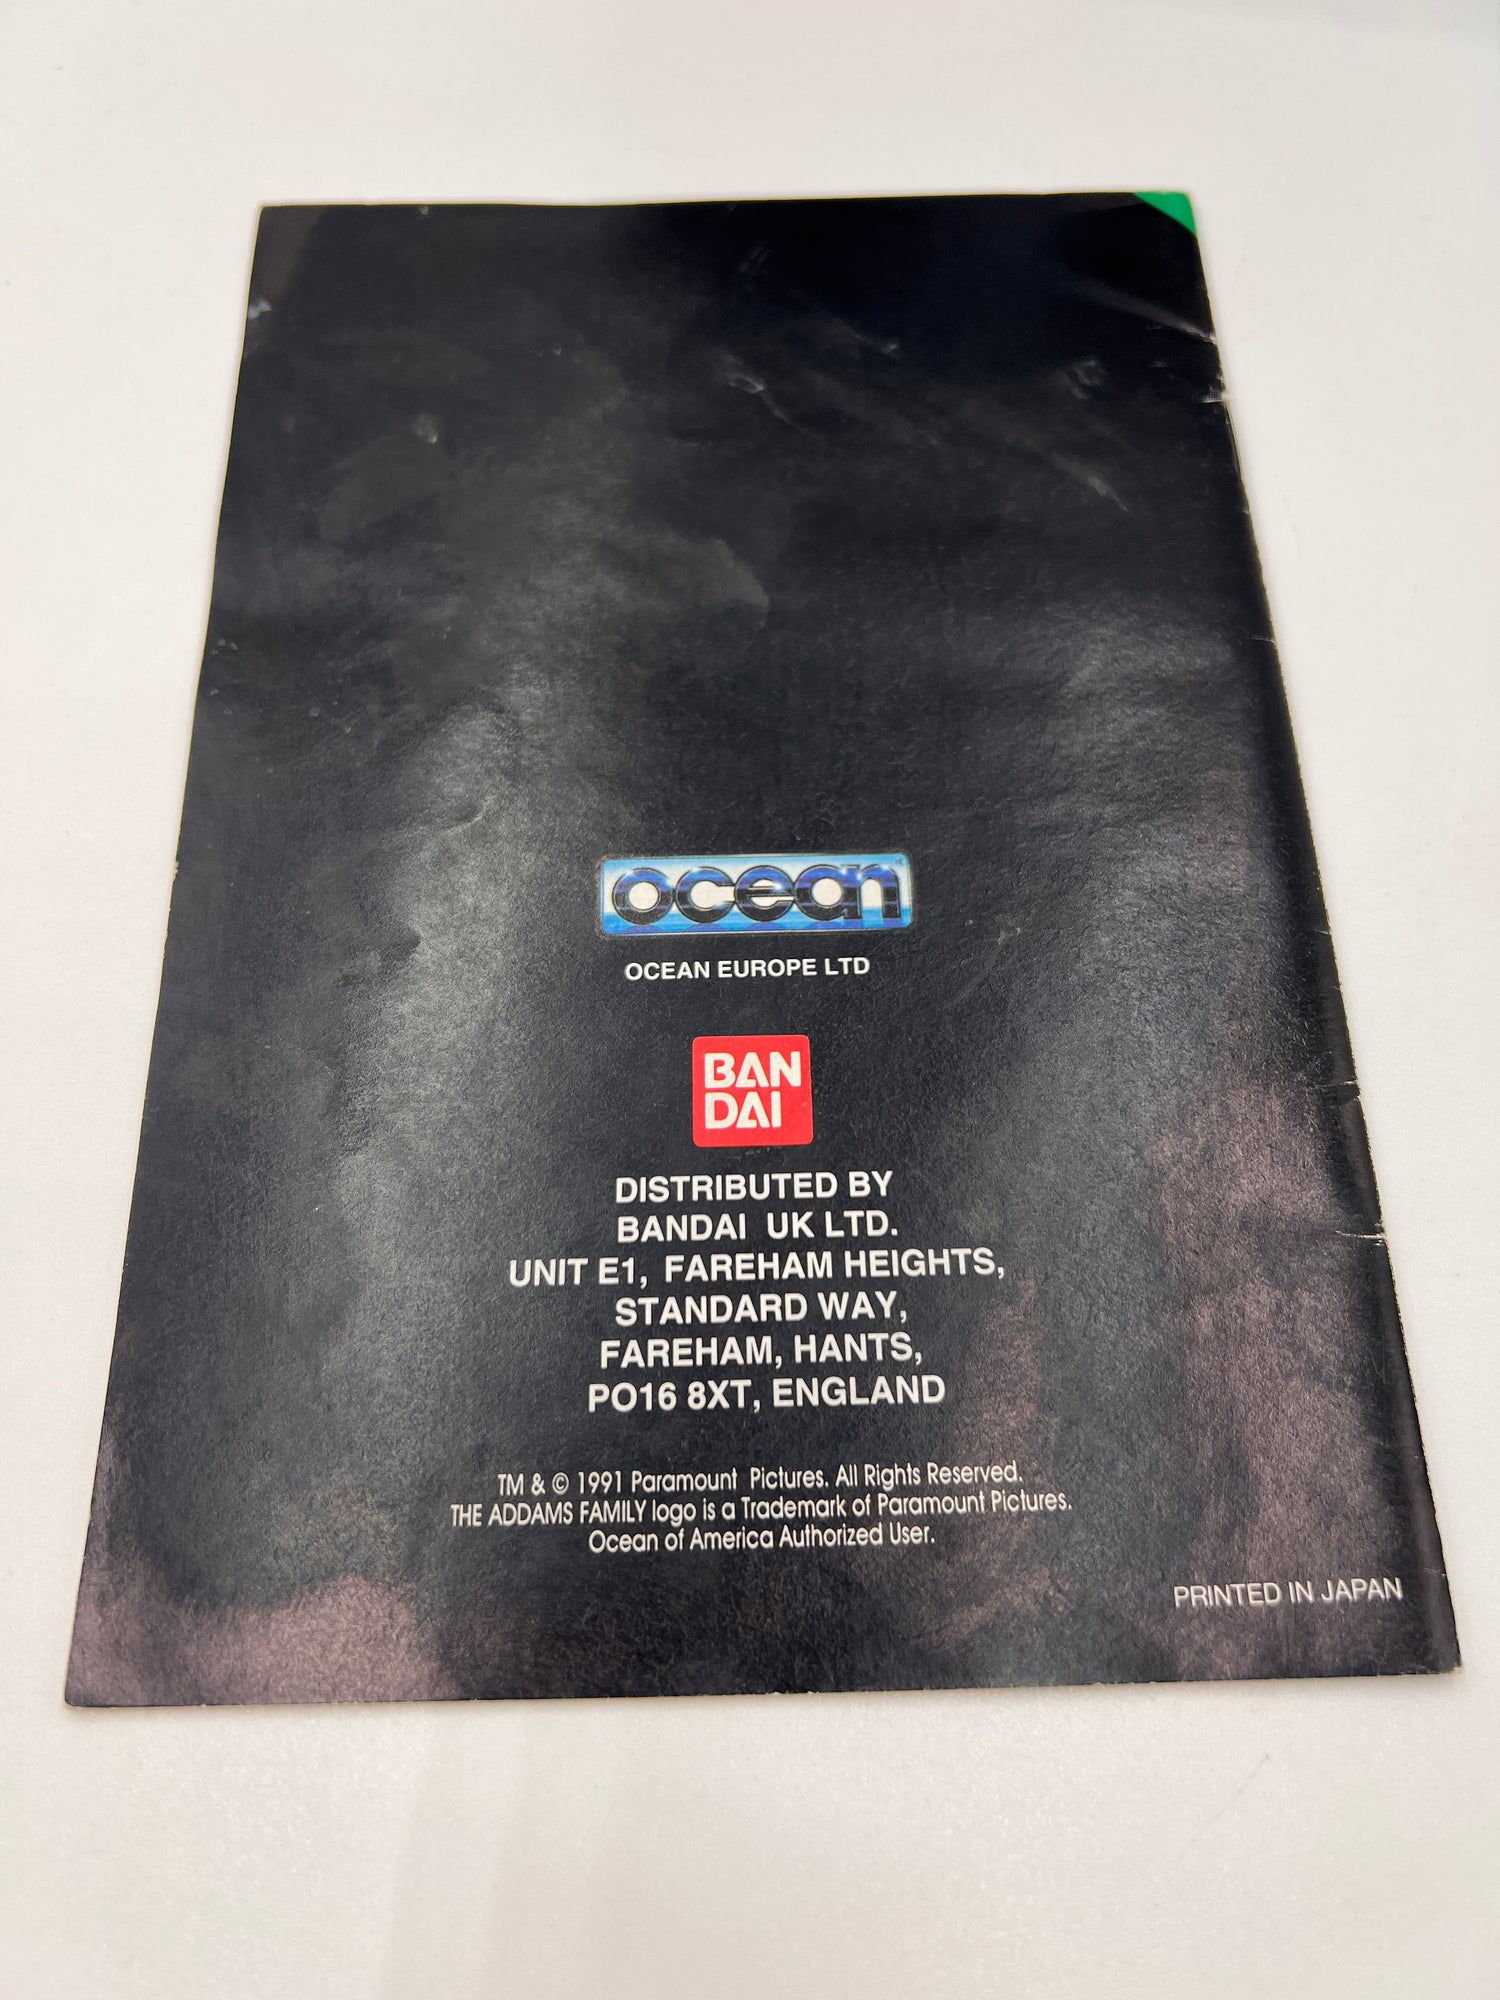 ocean
OCEAN EUROPE LTD
BAN
DAI
DISTRIBUTED BY
BANDAI UK LTD.
UNIT E1, FAREHAM HEIGHTS,
STANDARD WAY,
FAREHAM, HANTS,
PO16 8XT, ENGLAND
TM & © 1991 Paramount Pictures. All Rights Reserved.
THE ADDAMS FAMILY logo is a Trademark of Paramount Pictures.
Ocean of America Authorized User.
PRINTED IN JAPAN